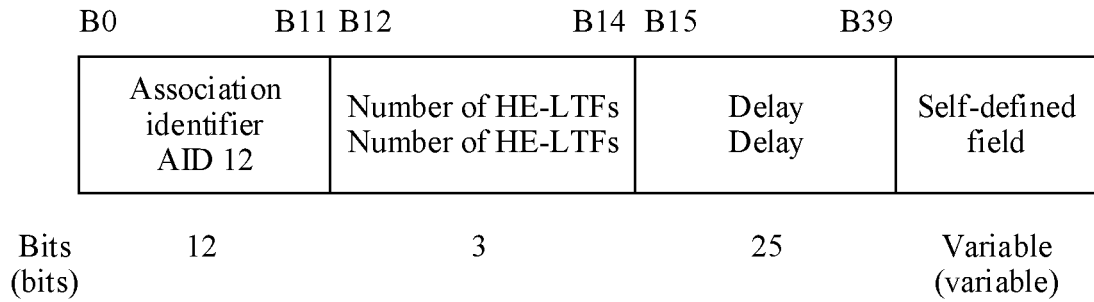 B0 B11 B12 B14 B15 B39
Association
identifier
AID 12
Number of HE-LTFs
Number of HE-LTFs
Delay
Delay
Self-defined
field
Bits
(bits)
12
3
25
Variable
(variable)